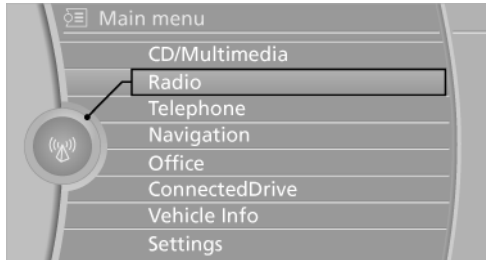 Main menu
CD/Multimedia
Radio
Telephone
Navigation
Office
ConnectedDrive
Vehicle Info
Settings